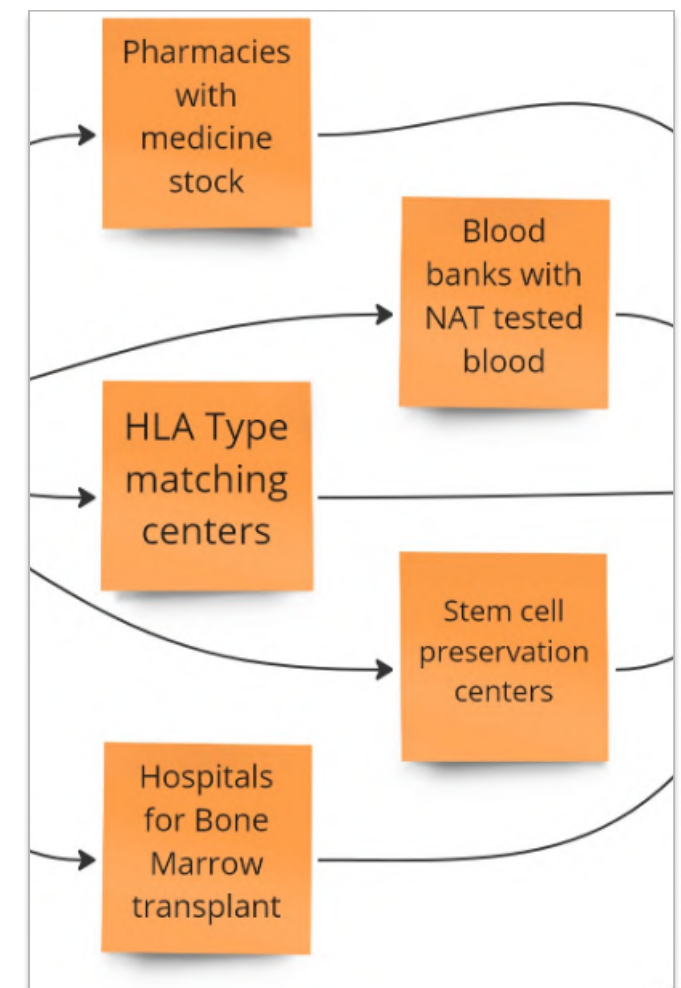 Pharmacies
with
medicine
stock
Blood
banks with
NAT tested
blood
HLA Type
matching
centers
Stem cell
preservation
centers
Hospitals
for Bone
Marrow
transplant